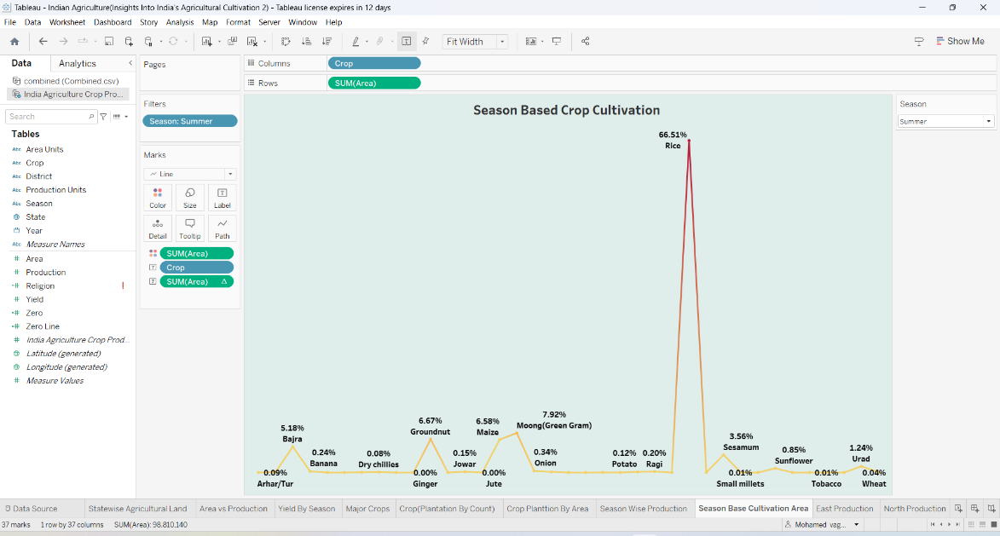 Tableau - Indian Agriculture(Insights Into India's Agricultural Cultivation 2) - Tableau license expires in 12 days
File Data Worksheet Dashboard Story Analysis Map Format Server Window Help
Fit Width
Show Me
Data Analytics
combined (Combined.csv)
India Agriculture Crop Pro...
Search
Tables
Abc Area Units
Abc Crop
Abc District
Abc Production Units
Abc Season
State
Year
Abc Measure Names
# Area
# Production
# Religion !
# Yield
# Zero
# Zero Line
# India Agriculture Crop Prod...
Latitude (generated)
Longitude (generated)
# Measure Values
Pages
Filters
Season: Summer
Marks
Line
Color Size Label
Detail Tooltip Path
SUM(Area)
Crop
SUM(Area) Δ
Columns Crop
Rows SUM(Area)
Season Based Crop Cultivation
66.51%
Rice
5.18%
Bajra
0.09%
Arhar/Tur
0.24%
Banana
0.08%
Dry chillies
6.67%
Groundnut
0.00%
Ginger
0.15%
Jowar
6.58%
Maize
0.00%
Jute
7.92%
Moong(Green Gram)
0.34%
Onion
0.12%
Potato
0.20%
Ragi
3.56%
Sesamum
0.01%
Small millets
0.85%
Sunflower
0.01%
Tobacco
1.24%
Urad
0.04%
Wheat
Season
Summer
Data Source Statewise Agricultural Land Area vs Production Yield By Season Major Crops Crop(Plantation By Count) Crop Planttion By Area Season Wise Production Season Base Cultivation Area East Production North Production
37 marks 1 row by 37 columns SUM(Area): 98,810,140 Mohamed vag...